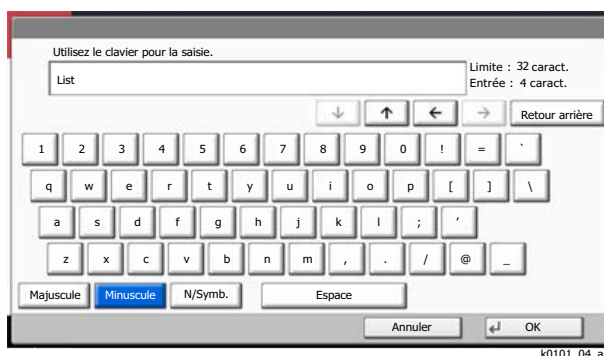 Utilisez le clavier pour la saisie.
Limite : 32 caract.
List
Entrée : 4 caract.
↓ ↑ ← → Retour arrière
1 2 3 4 5 6 7 8 9 0 ! = `
q w e r t y u i o p [ ] \
a s d f g h j k l ; ′
z x c v b n m , . / @ _
Majuscule Minuscule N/Symb. Espace
Annuler ↵ OK
k0101_04_a